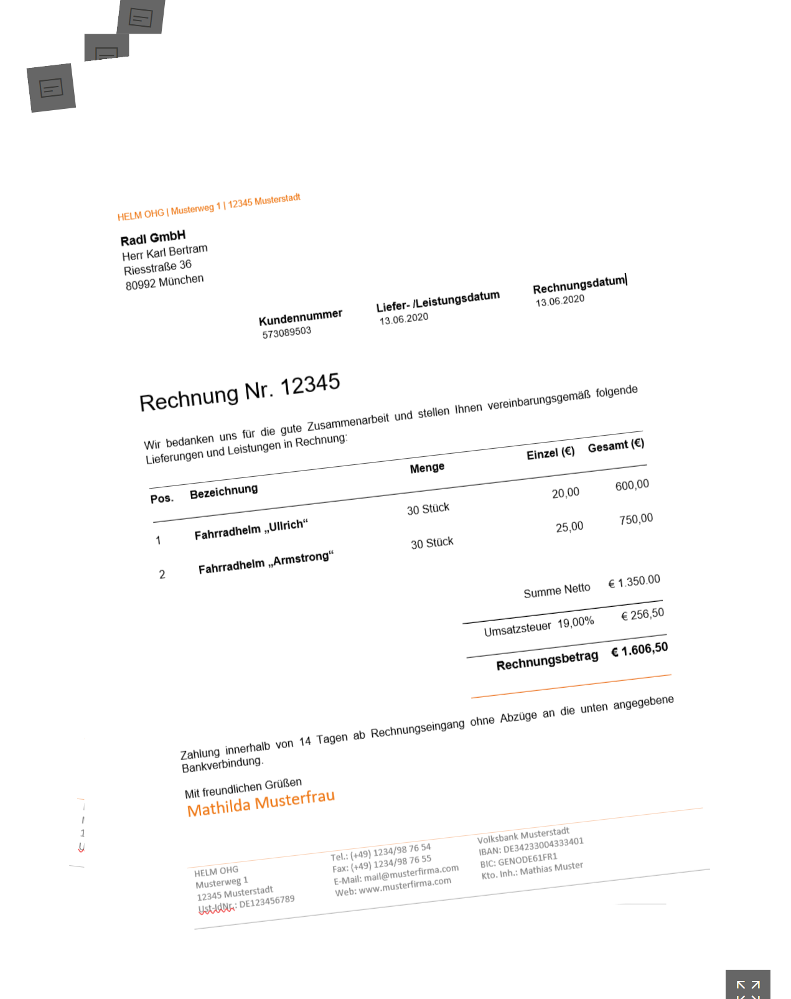 HELM OHG | Musterweg 1 | 12345 Musterstadt
Radl GmbH
Herr Karl Bertram
Riesstraße 36
80992 München
Kundennummer Liefer- /Leistungsdatum Rechnungsdatum
573089503 13.06.2020 13.06.2020
Rechnung Nr. 12345
Wir bedanken uns für die gute Zusammenarbeit und stellen Ihnen vereinbarungsgemäß folgende
Lieferungen und Leistungen in Rechnung:
Pos. Bezeichnung Menge Einzel (€) Gesamt (€)
1 Fahrradhelm „Ullrich“ 30 Stück 20,00 600,00
2 Fahrradhelm „Armstrong“ 30 Stück 25,00 750,00
Summe Netto € 1.350.00
Umsatzsteuer 19,00% € 256,50
Rechnungsbetrag € 1.606,50
Zahlung innerhalb von 14 Tagen ab Rechnungseingang ohne Abzüge an die unten angegebene
Bankverbindung.
Mit freundlichen Grüßen
Mathilda Musterfrau
HELM OHG
Musterweg 1
12345 Musterstadt
Ust-IdNr.: DE123456789
Tel.: (+49) 1234/98 76 54
Fax: (+49) 1234/98 76 55
E-Mail: mail@musterfirma.com
Web: www.musterfirma.com
Volksbank Musterstadt
IBAN: DE34233004333401
BIC: GENODE61FR1
Kto. Inh.: Mathias Muster